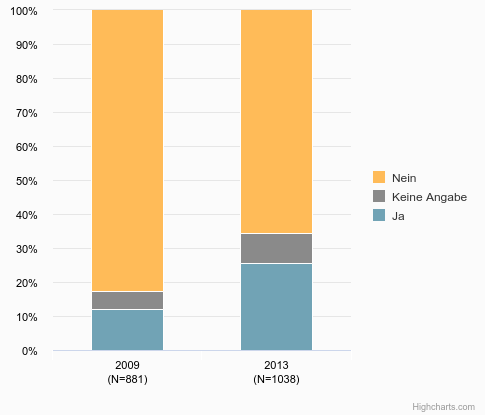 100%
90%
80%
70%
60%
50%
40%
30%
20%
10%
0%
2009
(N=881)
2013
(N=1038)
Nein
Keine Angabe
Ja
Highcharts.com